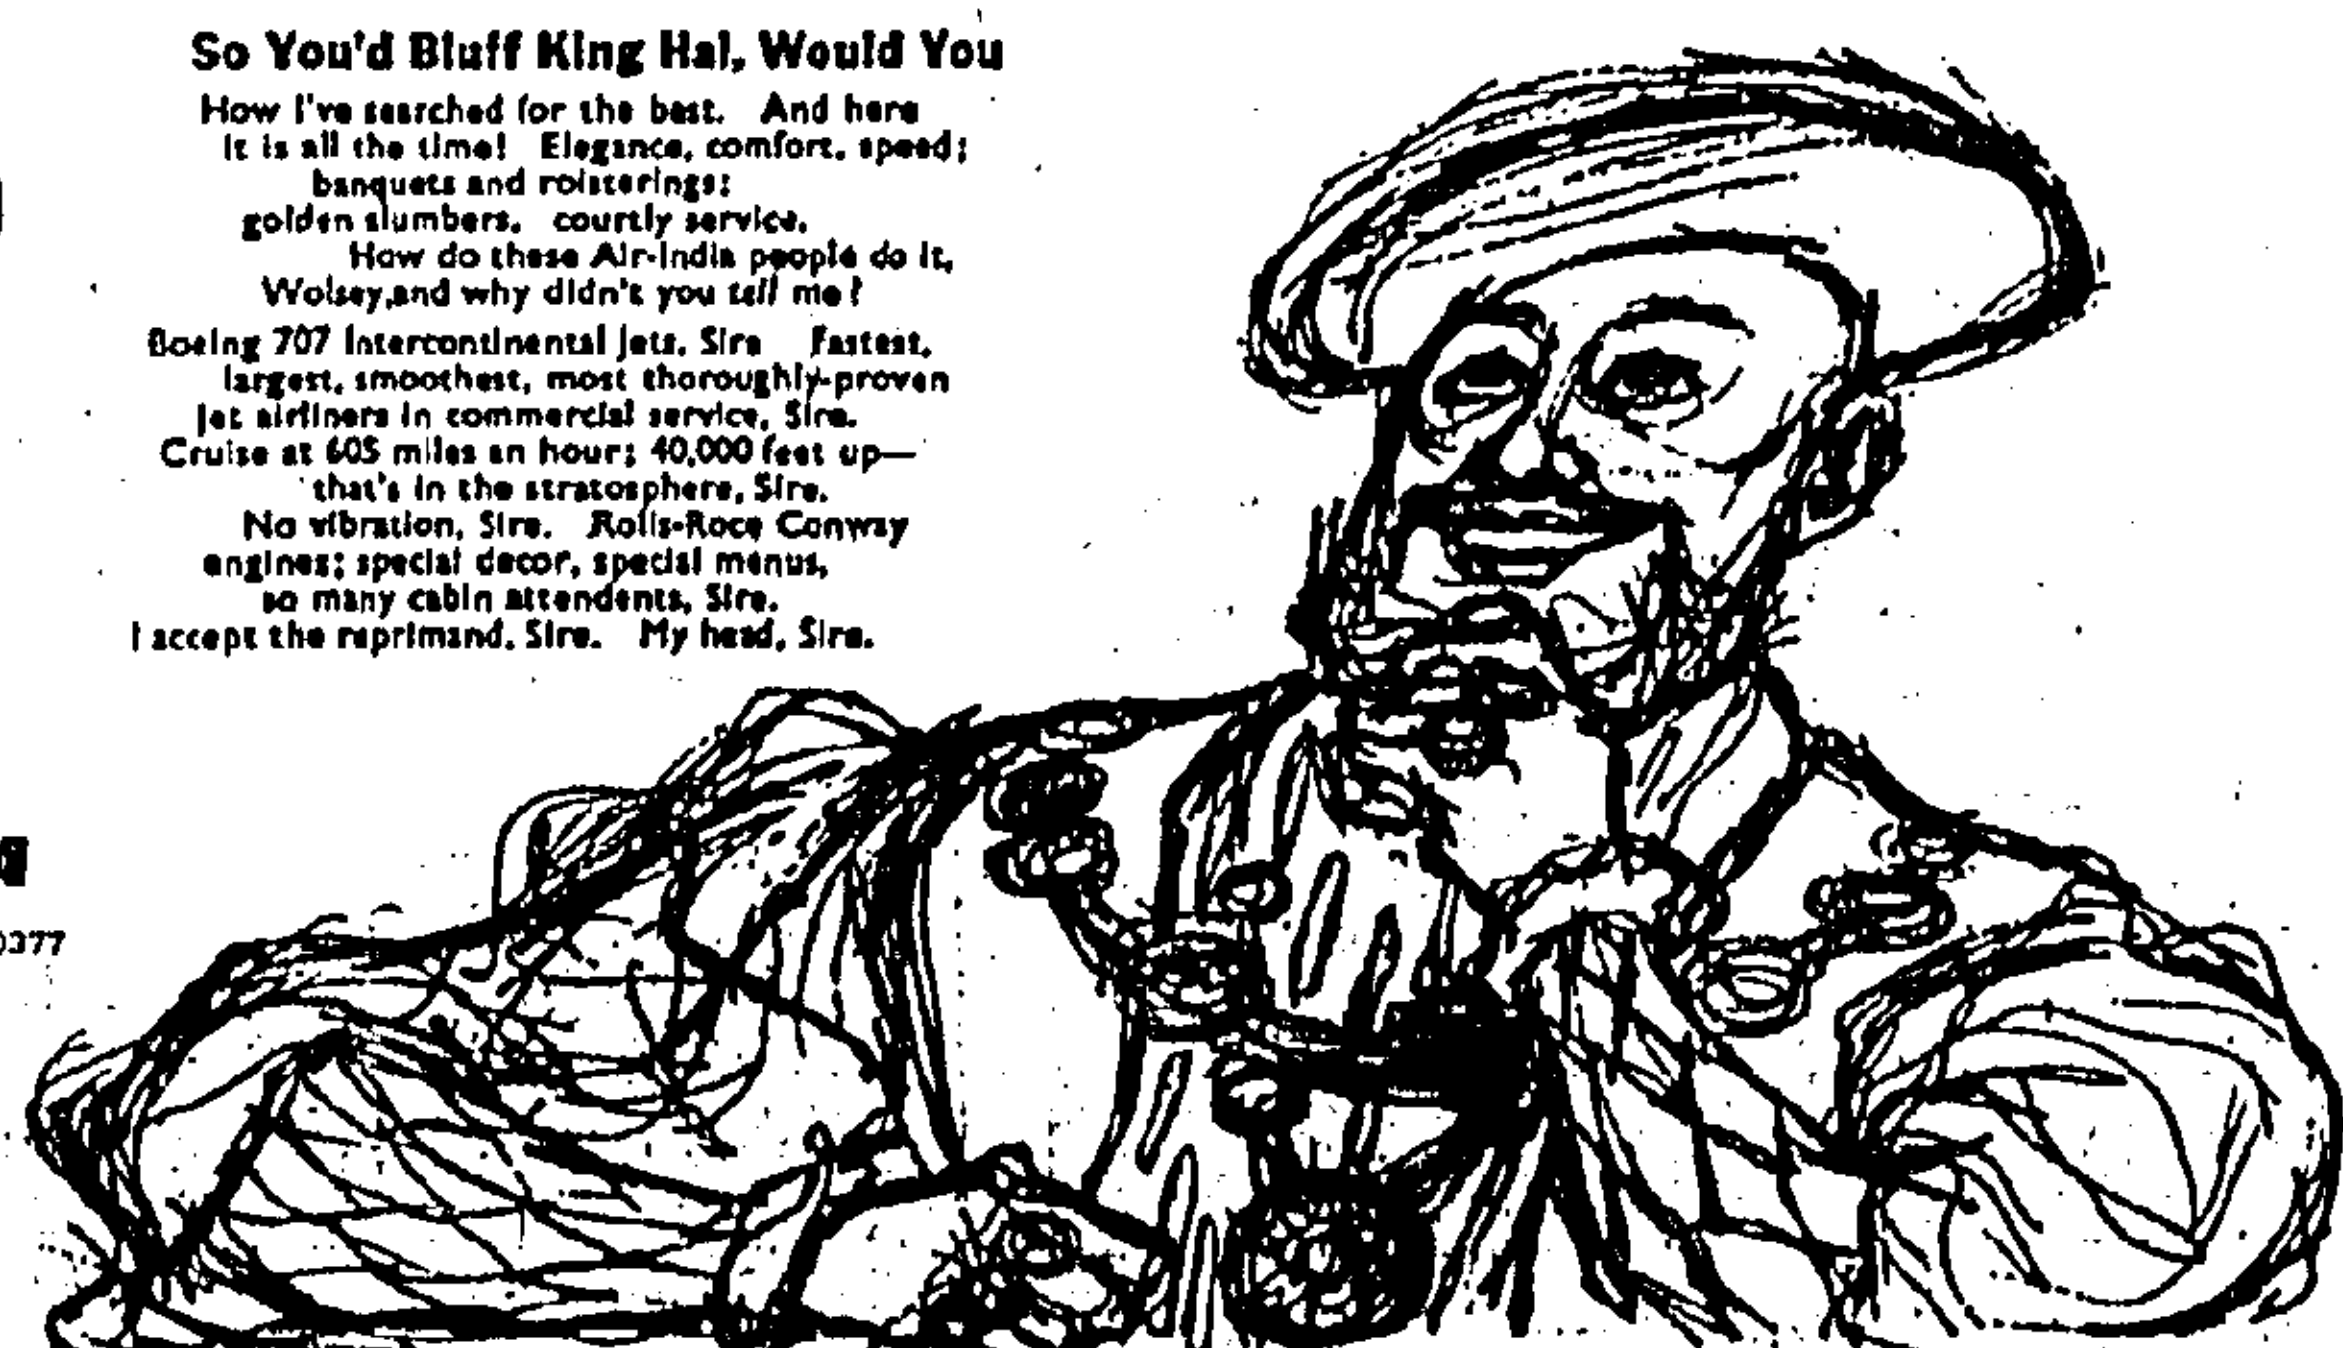 So You'd Bluff King Hal, Would You
How I've searched for the best. And here
it is all the time! Elegance, comfort, speed;
banquets and roisterings;
golden slumbers, courtly service.
How do these Air-India people do it,
Wolsey, and why didn't you tell me?
Boeing 707 Intercontinental Jets, Sire Fastest,
largest, smoothest, most thoroughly-proven
jet airliners in commercial service, Sire.
Cruise at 605 miles an hour; 40,000 feet up—
that's in the stratosphere, Sire.
No vibration, Sire. Rolls-Roce Conway
engines; special decor, special menus,
so many cabin attendents, Sire.
I accept the reprimand, Sire. My head, Sire.
0377